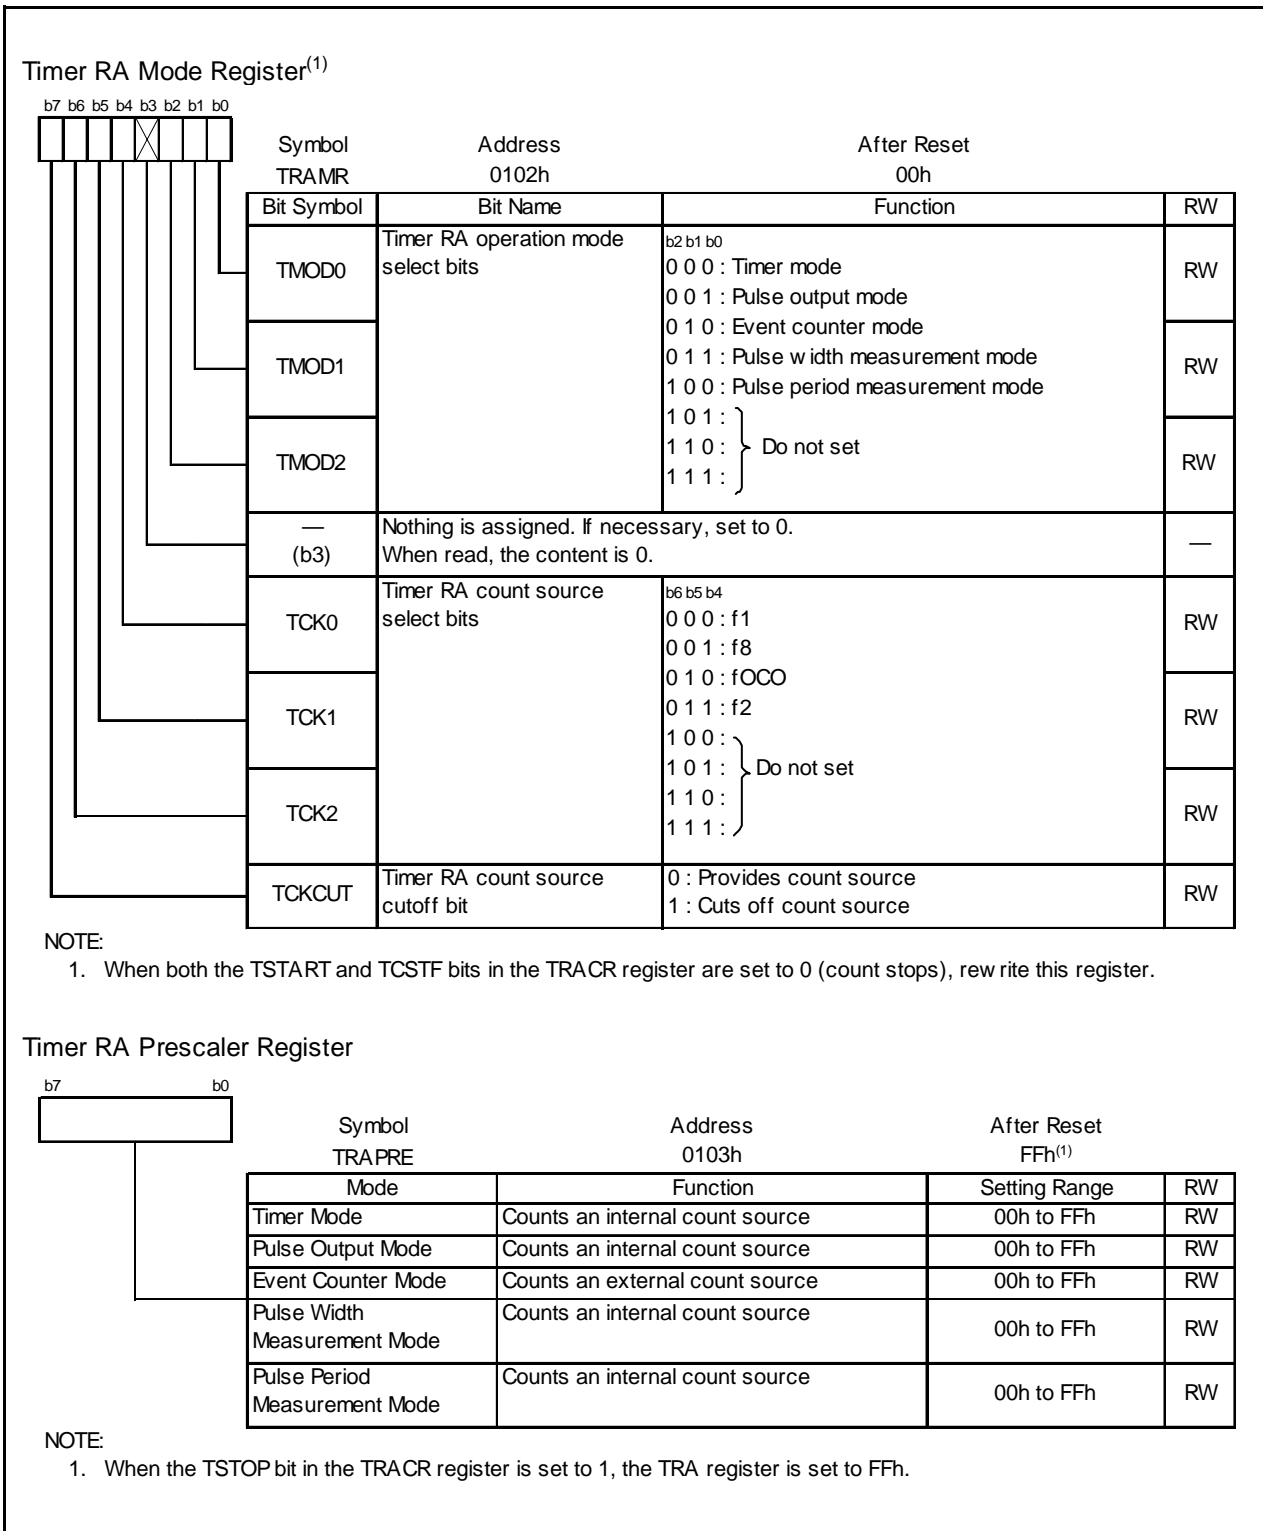 Timer RA Mode Register(1)
b7 b6 b5 b4 b3 b2 b1 b0
Symbol Address After Reset
TRAMR 0102h 00h
Bit Symbol Bit Name Function RW
TMOD0 Timer RA operation mode select bits b2 b1 b0 RW
0 0 0 : Timer mode
0 0 1 : Pulse output mode
0 1 0 : Event counter mode
TMOD1 0 1 1 : Pulse width measurement mode RW
1 0 0 : Pulse period measurement mode
1 0 1 :
TMOD2 1 1 0 : Do not set RW
1 1 1 :
— Nothing is assigned. If necessary, set to 0. —
(b3) When read, the content is 0.
TCK0 Timer RA count source select bits b6 b5 b4 RW
0 0 0 : f1
0 0 1 : f8
0 1 0 : fOCO
TCK1 0 1 1 : f2 RW
1 0 0 :
1 0 1 : Do not set
TCK2 1 1 0 : RW
1 1 1 :
TCKCUT Timer RA count source cutoff bit 0 : Provides count source RW
1 : Cuts off count source
NOTE:
1. When both the TSTART and TCSTF bits in the TRACR register are set to 0 (count stops), rewrite this register.
Timer RA Prescaler Register
b7 b0
Symbol Address After Reset
TRAPRE 0103h FFh(1)
Mode Function Setting Range RW
Timer Mode Counts an internal count source 00h to FFh RW
Pulse Output Mode Counts an internal count source 00h to FFh RW
Event Counter Mode Counts an external count source 00h to FFh RW
Pulse Width Measurement Mode Counts an internal count source 00h to FFh RW
Pulse Period Measurement Mode Counts an internal count source 00h to FFh RW
NOTE:
1. When the TSTOP bit in the TRACR register is set to 1, the TRA register is set to FFh.